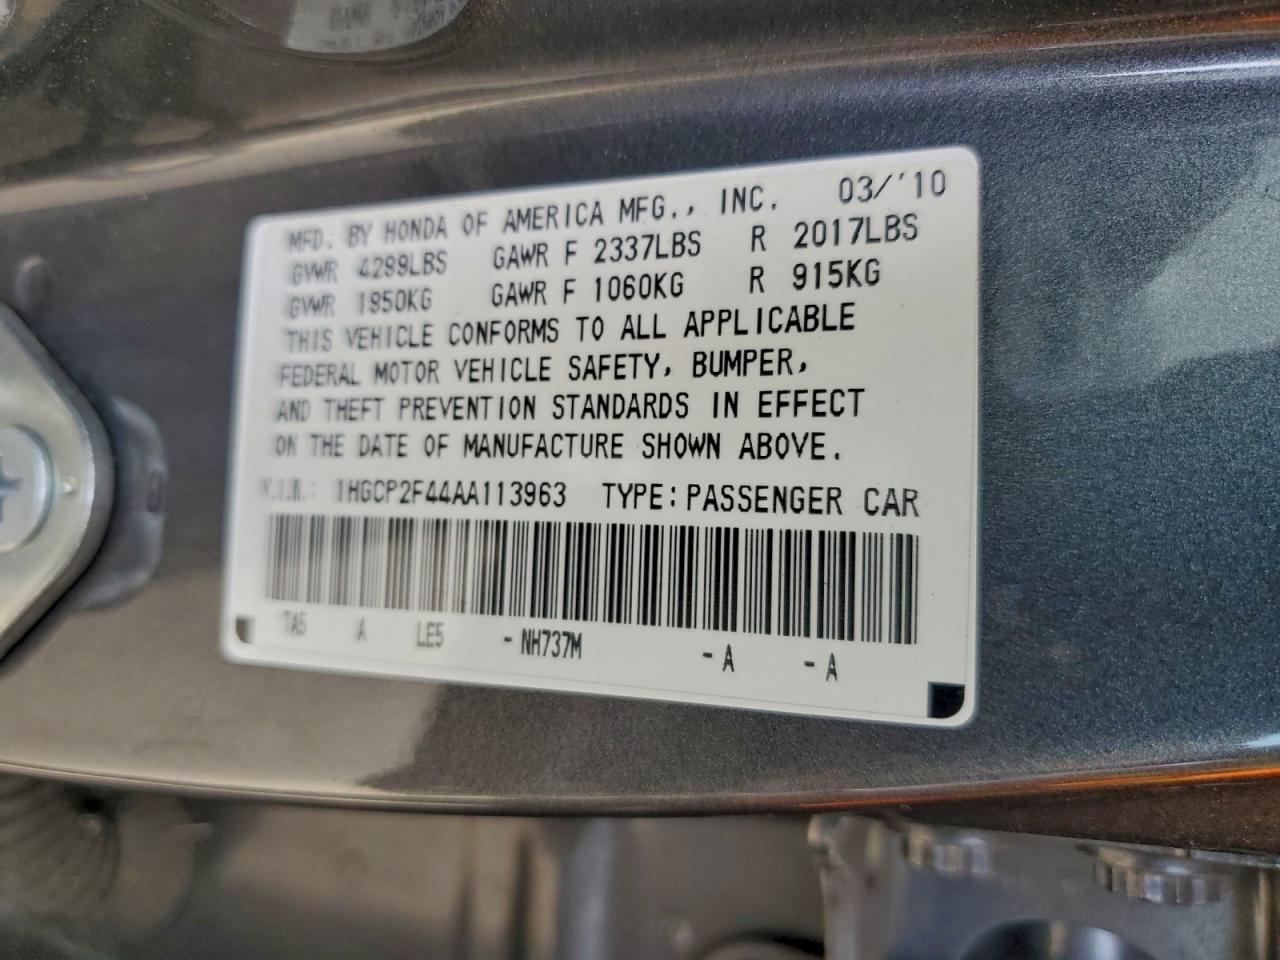 MFD. BY HONDA OF AMERICA MFG., INC. 03/'10
GVWR 4299LBS GAWR F 2337LBS R 2017LBS
GVWR 1950KG GAWR F 1060KG R 915KG
THIS VEHICLE CONFORMS TO ALL APPLICABLE
FEDERAL MOTOR VEHICLE SAFETY, BUMPER,
AND THEFT PREVENTION STANDARDS IN EFFECT
ON THE DATE OF MANUFACTURE SHOWN ABOVE.
V.I.N.: 1HGCP2F44AA113963 TYPE: PASSENGER CAR
TA5 A LE5 - NH737M - A - A